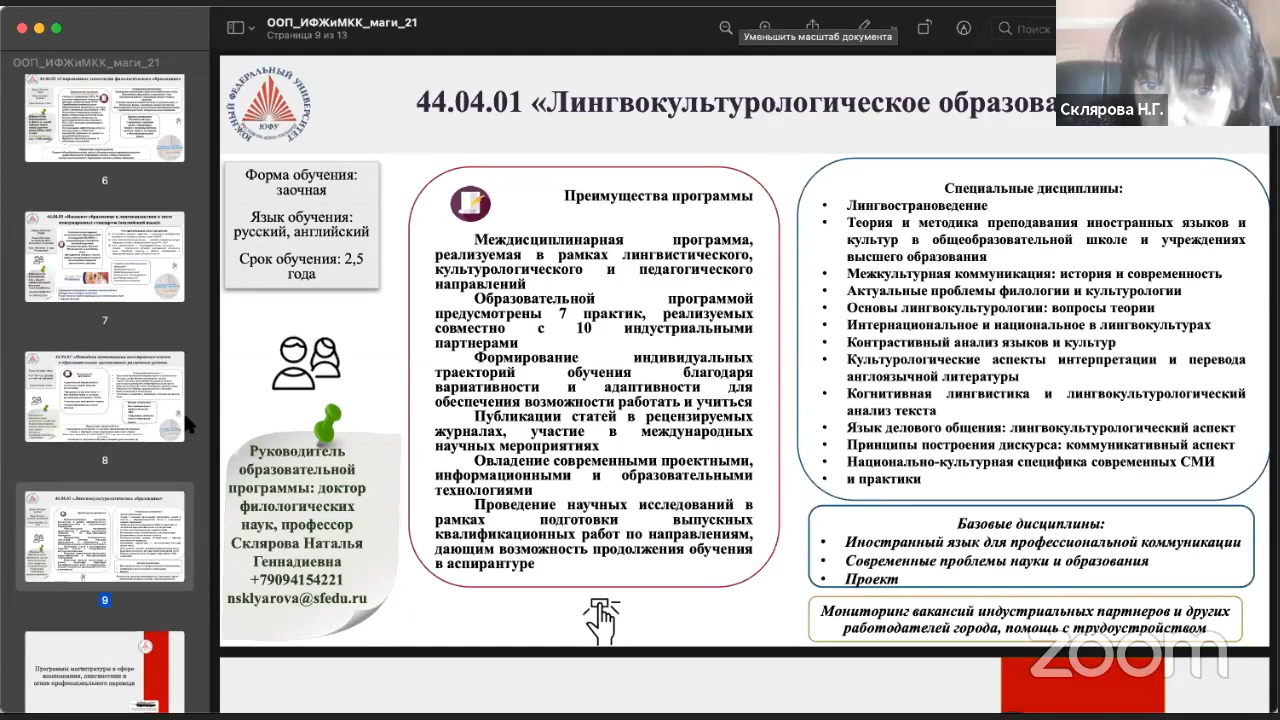 ООП_ИФЖиМКК_маги_21
Страница 9 из 13
Уменьшить масштаб документа
Поиск
ООП_ИФЖиМКК_маги_21
6
7
8
9
Программы магистратуры в сфере
Склярова Н.Г.
44.04.01 «Лингвокультурологическое образова
Форма обучения:
заочная
Язык обучения:
русский, английский
Срок обучения: 2,5
года
Руководитель
образовательной
программы: доктор
филологических
наук, профессор
Склярова Наталья
Геннадиевна
nsklyarova@sfedu.ru
Преимущества программы
Междисциплинарная программа,
реализуемая в рамках лингвистического,
культурологического и педагогического
направлений
Образовательной программой
предусмотрены 7 практик, реализуемых
совместно с 10 индустриальными
партнерами
Формирование индивидуальных
траекторий обучения благодаря
вариативности и адаптивности для
обеспечения возможности работать и учиться
Публикации статей в рецензируемых
журналах, участие в международных
научных мероприятиях
Овладение современными проектными,
информационными и образовательными
технологиями
Проведение научных исследований в
рамках подготовки выпускных
квалификационных работ по направлениям,
дающим возможность продолжения обучения
в аспирантуре
Специальные дисциплины:
• Лингвострановедение
• Теория и методика преподавания иностранных языков и
культур в общеобразовательной школе и учреждениях
высшего образования
• Межкультурная коммуникация: история и современность
• Актуальные проблемы филологии и культурологии
• Основы лингвокультурологии: вопросы теории
• Интернациональное и национальное в лингвокультурах
• Контрастивный анализ языков и культур
• Культурологические аспекты интерпретации и перевода
англоязычной литературы
• Когнитивная лингвистика и лингвокультурологический
анализ текста
Язык делового общения: лингвокультурологический аспект
• Принципы построения дискурса: коммуникативный аспект
• Национально-культурная специфика современных СМИ
• и практики
Базовые дисциплины:
• Иностранный язык для профессиональной коммуникации
• Современные проблемы науки и образования
• Проект
Мониторинг вакансий индустриальных партнеров и других
работодателей города, помощь с трудоустройством
zoom